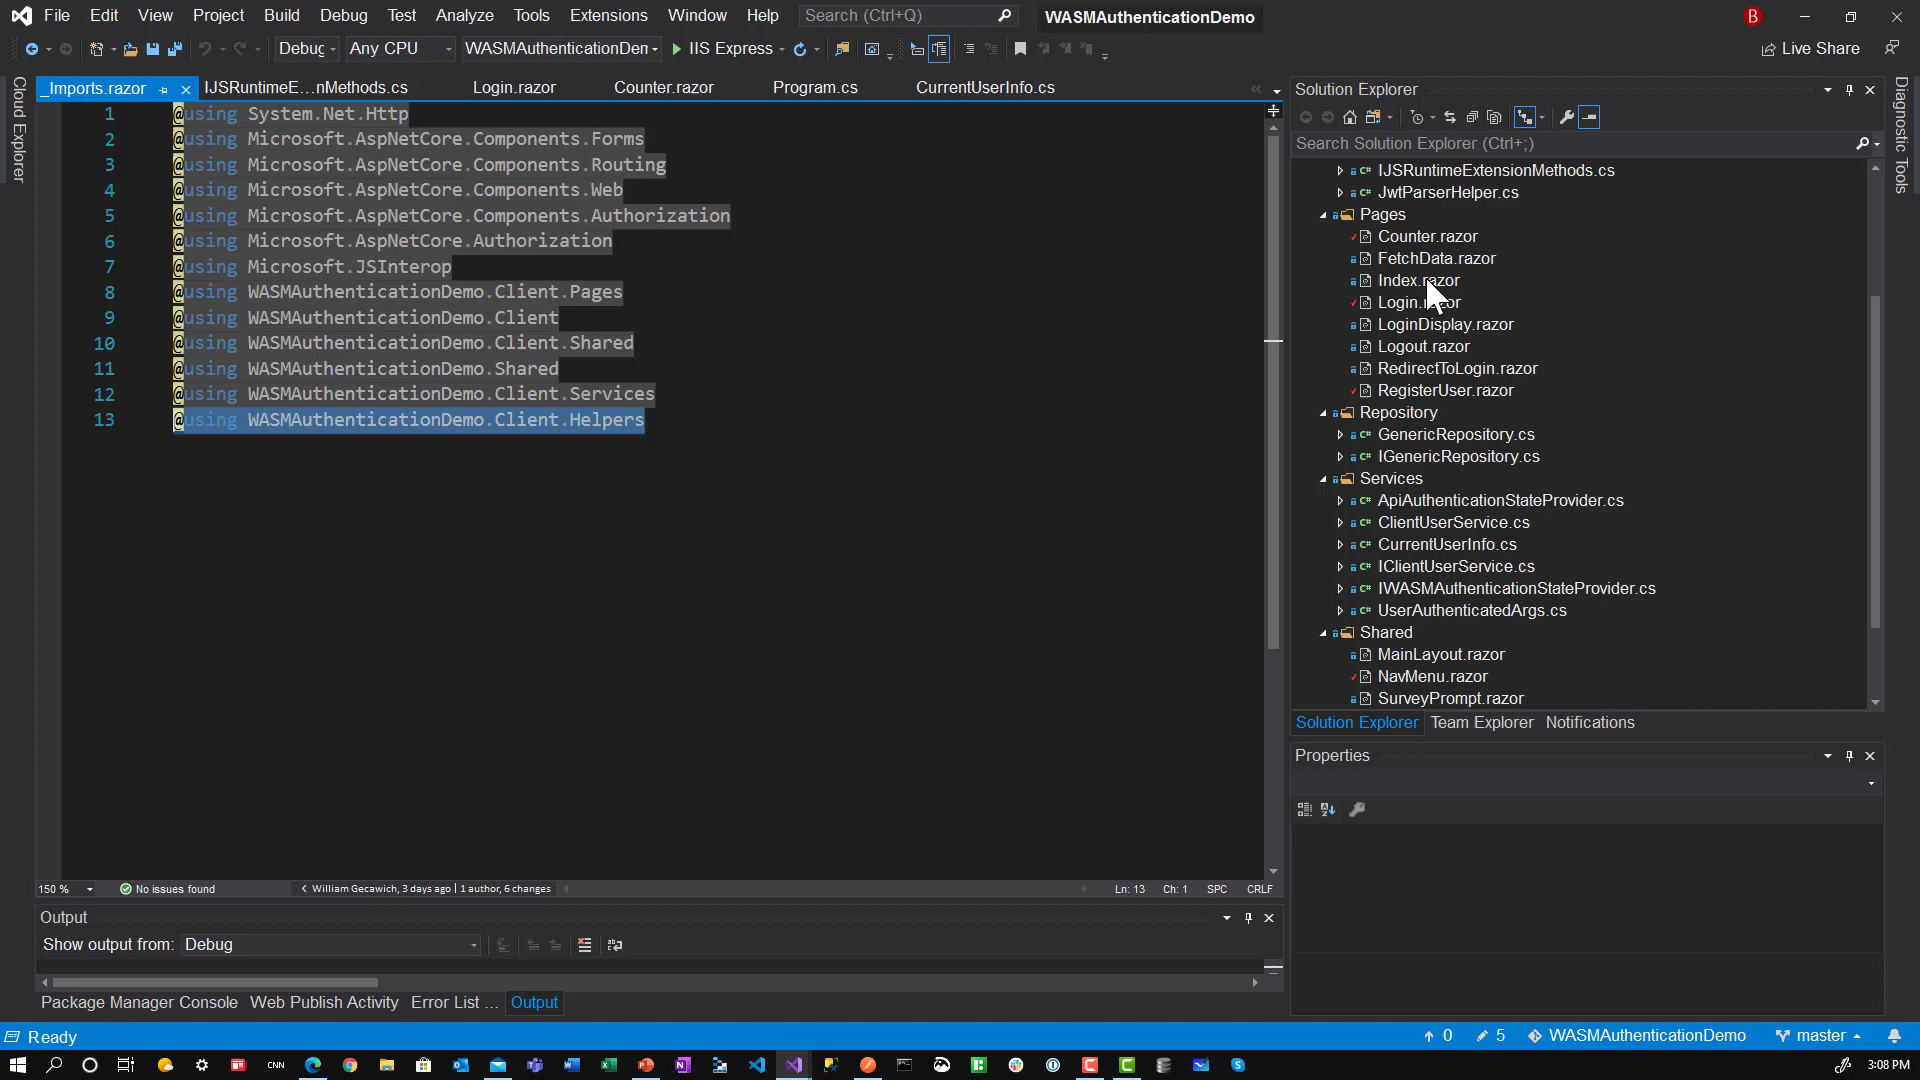 File Edit View Project Build Debug Test Analyze Tools Extensions Window Help Search (Ctrl+Q) WASMAuthenticationDemo B
Debug Any CPU WASMAuthenticationDem IIS Express Live Share
Cloud Explorer
_Imports.razor IJSRuntimeE...nMethods.cs Login.razor Counter.razor Program.cs CurrentUserInfo.cs
1 @using System.Net.Http
2 @using Microsoft.AspNetCore.Components.Forms
3 @using Microsoft.AspNetCore.Components.Routing
4 @using Microsoft.AspNetCore.Components.Web
5 @using Microsoft.AspNetCore.Components.Authorization
6 @using Microsoft.AspNetCore.Authorization
7 @using Microsoft.JSInterop
8 @using WASMAuthenticationDemo.Client.Pages
9 @using WASMAuthenticationDemo.Client
10 @using WASMAuthenticationDemo.Client.Shared
11 @using WASMAuthenticationDemo.Shared
12 @using WASMAuthenticationDemo.Client.Services
13 @using WASMAuthenticationDemo.Client.Helpers
150 % No issues found William Gecawich, 3 days ago | 1 author, 6 changes Ln: 13 Ch: 1 SPC CRLF
Output
Show output from: Debug
Package Manager Console Web Publish Activity Error List ... Output
Solution Explorer
Search Solution Explorer (Ctrl+;)
C# IJSRuntimeExtensionMethods.cs
C# JwtParserHelper.cs
Pages
Counter.razor
FetchData.razor
Index.razor
Login.razor
LoginDisplay.razor
Logout.razor
RedirectToLogin.razor
RegisterUser.razor
Repository
C# GenericRepository.cs
C# IGenericRepository.cs
Services
C# ApiAuthenticationStateProvider.cs
C# ClientUserService.cs
C# CurrentUserInfo.cs
C# IClientUserService.cs
C# IWASMAuthenticationStateProvider.cs
C# UserAuthenticatedArgs.cs
Shared
MainLayout.razor
NavMenu.razor
SurveyPrompt.razor
Solution Explorer Team Explorer Notifications
Properties
Diagnostic Tools
Ready 0 5 WASMAuthenticationDemo master
CNN 3:08 PM